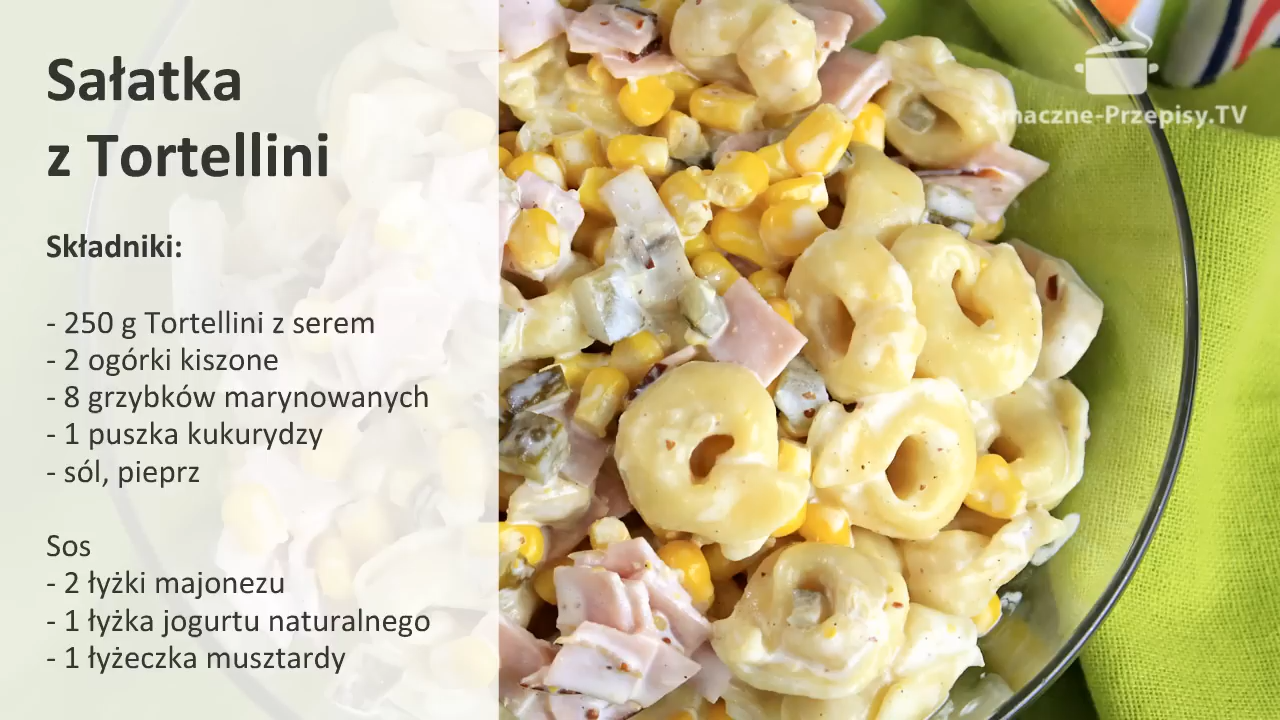 Sałatka
z Tortellini
Składniki:
- 250 g Tortellini z serem
- 2 ogórki kiszone
- 8 grzybków marynowanych
- 1 puszka kukurydzy
- sól, pieprz
Sos
- 2 łyżki majonezu
- 1 łyżka jogurtu naturalnego
- 1 łyżeczka musztardy
Smaczne-Przepisy.TV